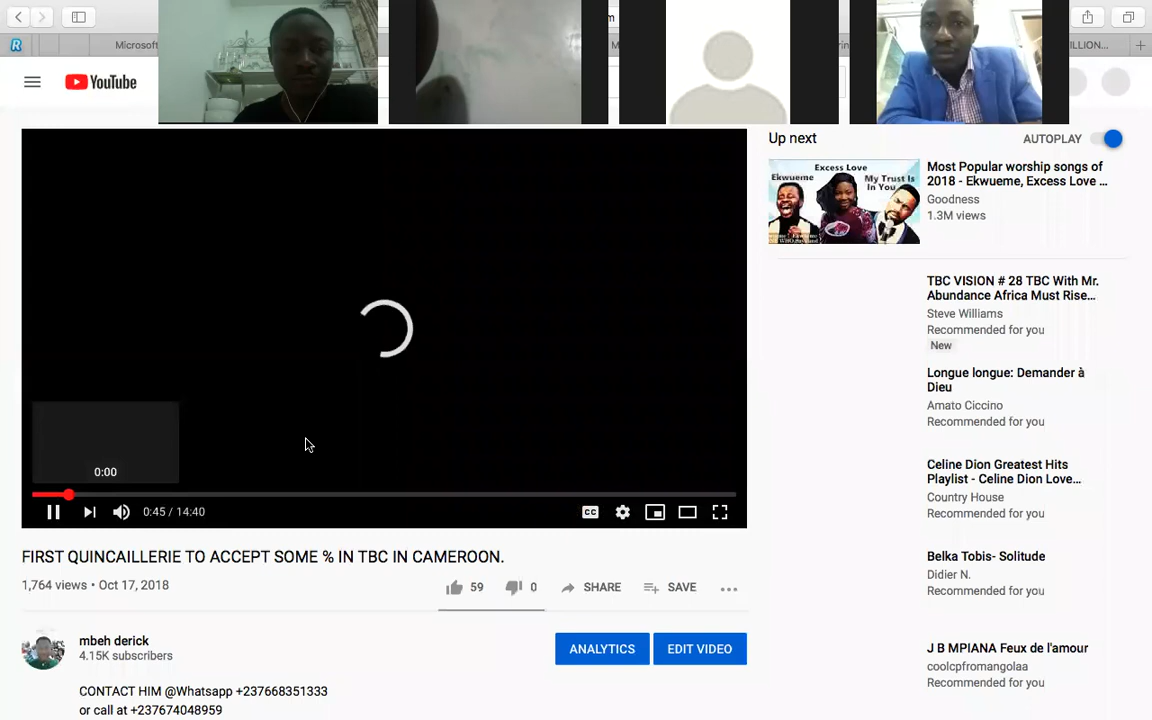 m
R
Microsoft
M
rin
ILLION...
YouTube
Up next
AUTOPLAY
Excess Love
Ekwueme
My Trust Is
In You
Most Popular worship songs of
2018 - Ekwueme, Excess Love ...
Goodness
1.3M views
TBC VISION # 28 TBC With Mr.
Abundance Africa Must Rise...
Steve Williams
Recommended for you
New
Longue longue: Demander à
Dieu
Amato Ciccino
Recommended for you
Celine Dion Greatest Hits
Playlist - Celine Dion Love...
Country House
Recommended for you
Belka Tobis- Solitude
Didier N.
Recommended for you
J B MPIANA Feux de l'amour
coolcpfromangolaa
Recommended for you
0:00
0:45 / 14:40
CC
FIRST QUINCAILLERIE TO ACCEPT SOME % IN TBC IN CAMEROON.
1,764 views • Oct 17, 2018
59
0
SHARE
SAVE
mbeh derick
4.15K subscribers
ANALYTICS
EDIT VIDEO
CONTACT HIM @Whatsapp +237668351333
or call at +237674048959